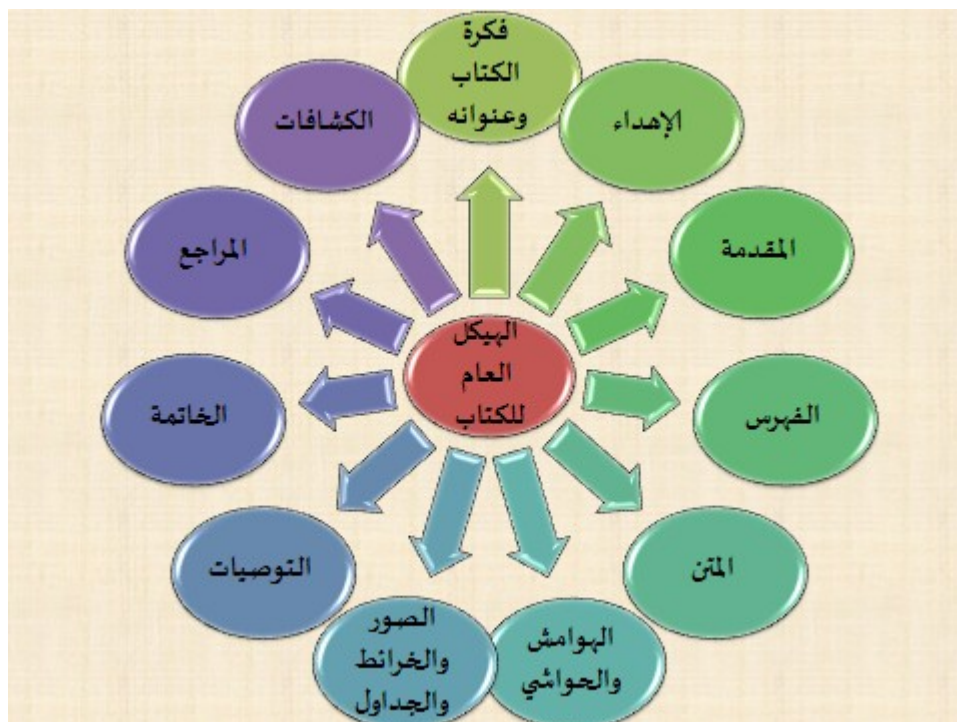 الهيكل
العام
للكتاب
فكرة
الكتاب
وعنوانه
الإهداء
المقدمة
الفهرس
المتن
الهوامش
والحواشي
الصور
والخرائط
والجداول
التوصيات
الخاتمة
المراجع
الكشافات